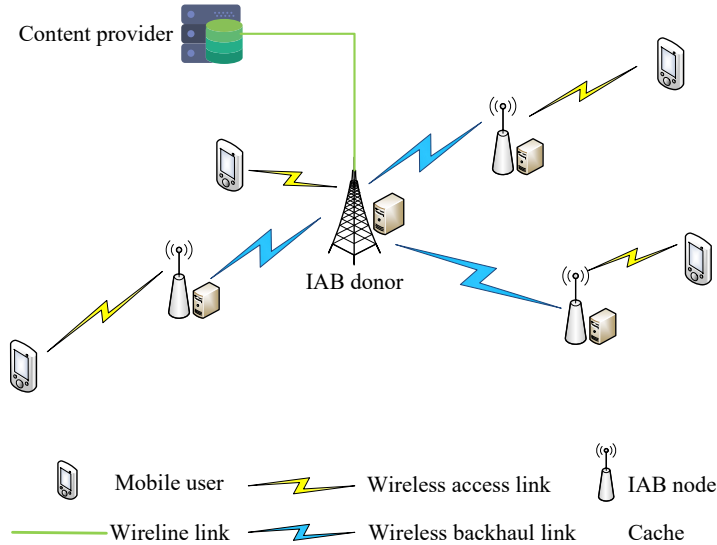 Content provider
IAB donor
Mobile user
Wireless access link
IAB node
Wireline link
Wireless backhaul link
Cache